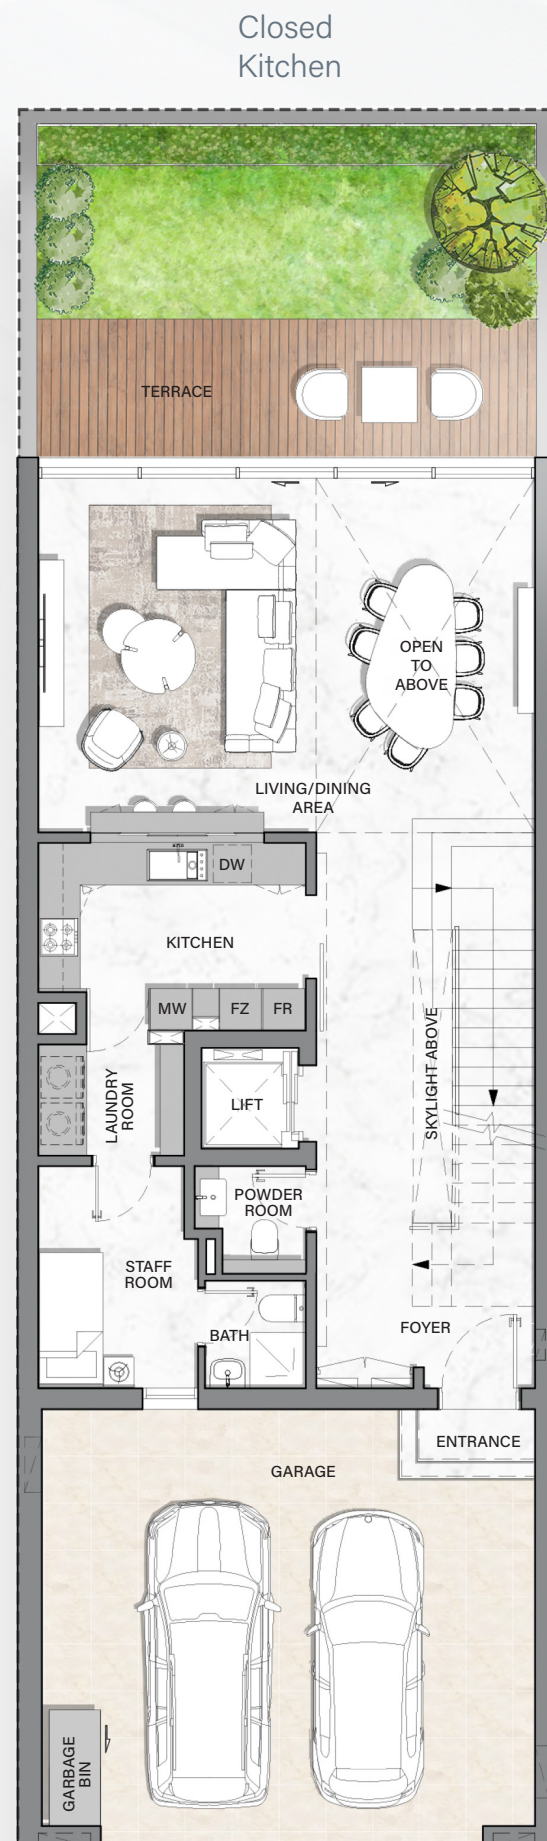 Closed
Kitchen
TERRACE
OPEN
TO
ABOVE
LIVING/DINING
AREA
DW
KITCHEN
MW
FZ
FR
SKYLIGHT ABOVE
LAUNDRY
ROOM
LIFT
POWDER
ROOM
STAFF
ROOM
BATH
FOYER
ENTRANCE
GARAGE
GARBAGE
BIN